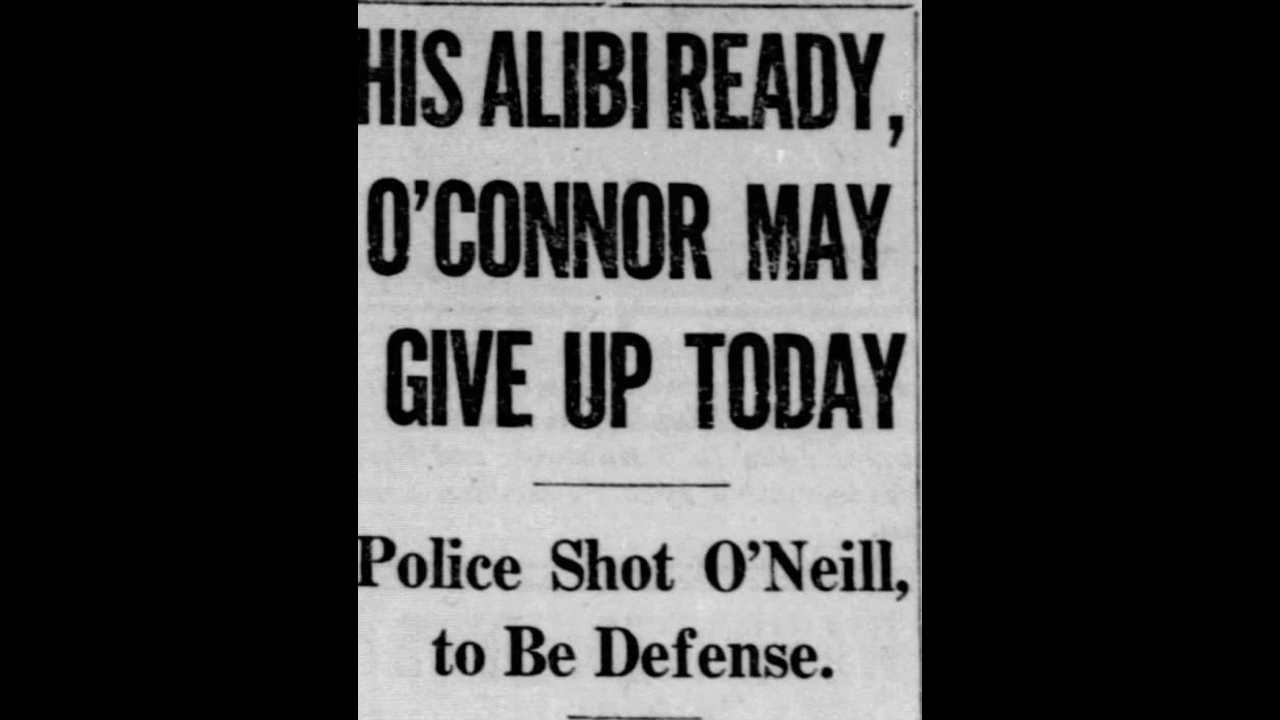 HIS ALIBI READY,
O'CONNOR MAY
GIVE UP TODAY
Police Shot O'Neill,
to Be Defense.